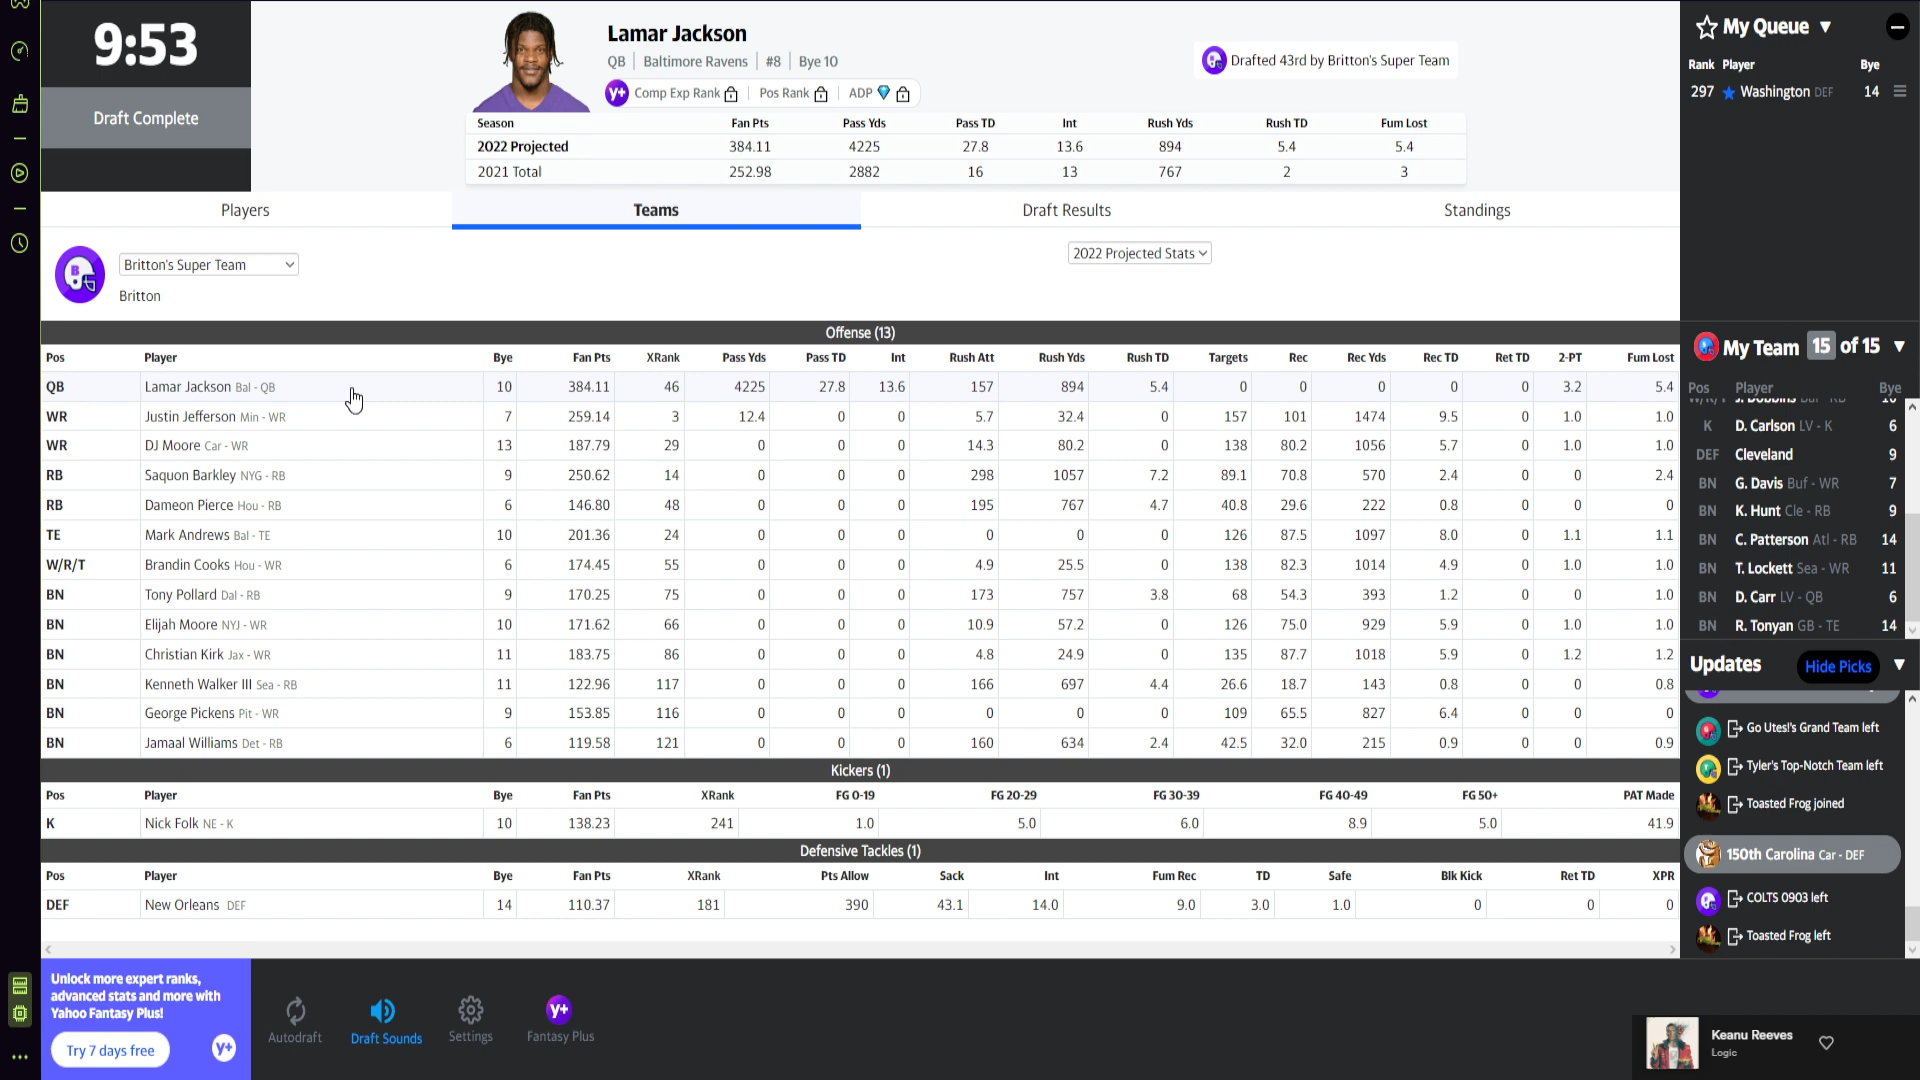 9:53
Draft Complete
Lamar Jackson
QB | Baltimore Ravens | #8 | Bye 10
y+ Comp Exp Rank | Pos Rank | ADP
Drafted 43rd by Britton's Super Team
Season Fan Pts Pass Yds Pass TD Int Rush Yds Rush TD Fum Lost
2022 Projected 384.11 4225 27.8 13.6 894 5.4 5.4
2021 Total 252.98 2882 16 13 767 2 3
Players Teams Draft Results Standings
Britton's Super Team
Britton
2022 Projected Stats
Offense (13)
Pos Player Bye Fan Pts XRank Pass Yds Pass TD Int Rush Att Rush Yds Rush TD Targets Rec Rec Yds Rec TD Ret TD 2-PT Fum Lost
QB Lamar Jackson Bal - QB 10 384.11 46 4225 27.8 13.6 157 894 5.4 0 0 0 0 0 3.2 5.4
WR Justin Jefferson Min - WR 7 259.14 3 12.4 0 0 5.7 32.4 0 157 101 1474 9.5 0 1.0 1.0
WR DJ Moore Car - WR 13 187.79 29 0 0 0 14.3 80.2 0 138 80.2 1056 5.7 0 1.0 1.0
RB Saquon Barkley NYG - RB 9 250.62 14 0 0 0 298 1057 7.2 89.1 70.8 570 2.4 0 0 2.4
RB Dameon Pierce Hou - RB 6 146.80 48 0 0 0 195 767 4.7 40.8 29.6 222 0.8 0 0 0
TE Mark Andrews Bal - TE 10 201.36 24 0 0 0 0 0 0 126 87.5 1097 8.0 0 1.1 1.1
W/R/T Brandin Cooks Hou - WR 6 174.45 55 0 0 0 4.9 25.5 0 138 82.3 1014 4.9 0 1.0 1.0
BN Tony Pollard Dal - RB 9 170.25 75 0 0 0 173 757 3.8 68 54.3 393 1.2 0 0 1.0
BN Elijah Moore NYJ - WR 10 171.62 66 0 0 0 10.9 57.2 0 126 75.0 929 5.9 0 1.0 1.0
BN Christian Kirk Jax - WR 11 183.75 86 0 0 0 4.8 24.9 0 135 87.7 1018 5.9 0 1.2 1.2
BN Kenneth Walker III Sea - RB 11 122.96 117 0 0 0 166 697 4.4 26.6 18.7 143 0.8 0 0 0.8
BN George Pickens Pit - WR 9 153.85 116 0 0 0 0 0 0 109 65.5 827 6.4 0 0 0
BN Jamaal Williams Det - RB 6 119.58 121 0 0 0 160 634 2.4 42.5 32.0 215 0.9 0 0 0.9
Kickers (1)
Pos Player Bye Fan Pts XRank FG 0-19 FG 20-29 FG 30-39 FG 40-49 FG 50+ PAT Made
K Nick Folk NE - K 10 138.23 241 1.0 5.0 6.0 8.9 5.0 41.9
Defensive Tackles (1)
Pos Player Bye Fan Pts XRank Pts Allow Sack Int Fum Rec TD Safe Blk Kick Ret TD XPR
DEF New Orleans DEF 14 110.37 181 390 43.1 14.0 9.0 3.0 1.0 0 0 0
Unlock more expert ranks,
advanced stats and more with
Yahoo Fantasy Plus!
Try 7 days free y+
Autodraft Draft Sounds Settings y+ Fantasy Plus
My Queue
Rank Player Bye
297 Washington DEF 14
My Team 15 of 15
Pos Player Bye
K D. Carlson LV - K 6
DEF Cleveland 9
BN G. Davis Buf - WR 7
BN K. Hunt Cle - RB 9
BN C. Patterson Atl - RB 14
BN T. Lockett Sea - WR 11
BN D. Carr LV - QB 6
BN R. Tonyan GB - TE 14
Updates Hide Picks
Go Utes!'s Grand Team left
Tyler's Top-Notch Team left
Toasted Frog joined
150th Carolina Car - DEF
COLTS 0903 left
Toasted Frog left
Keanu Reeves
Logic